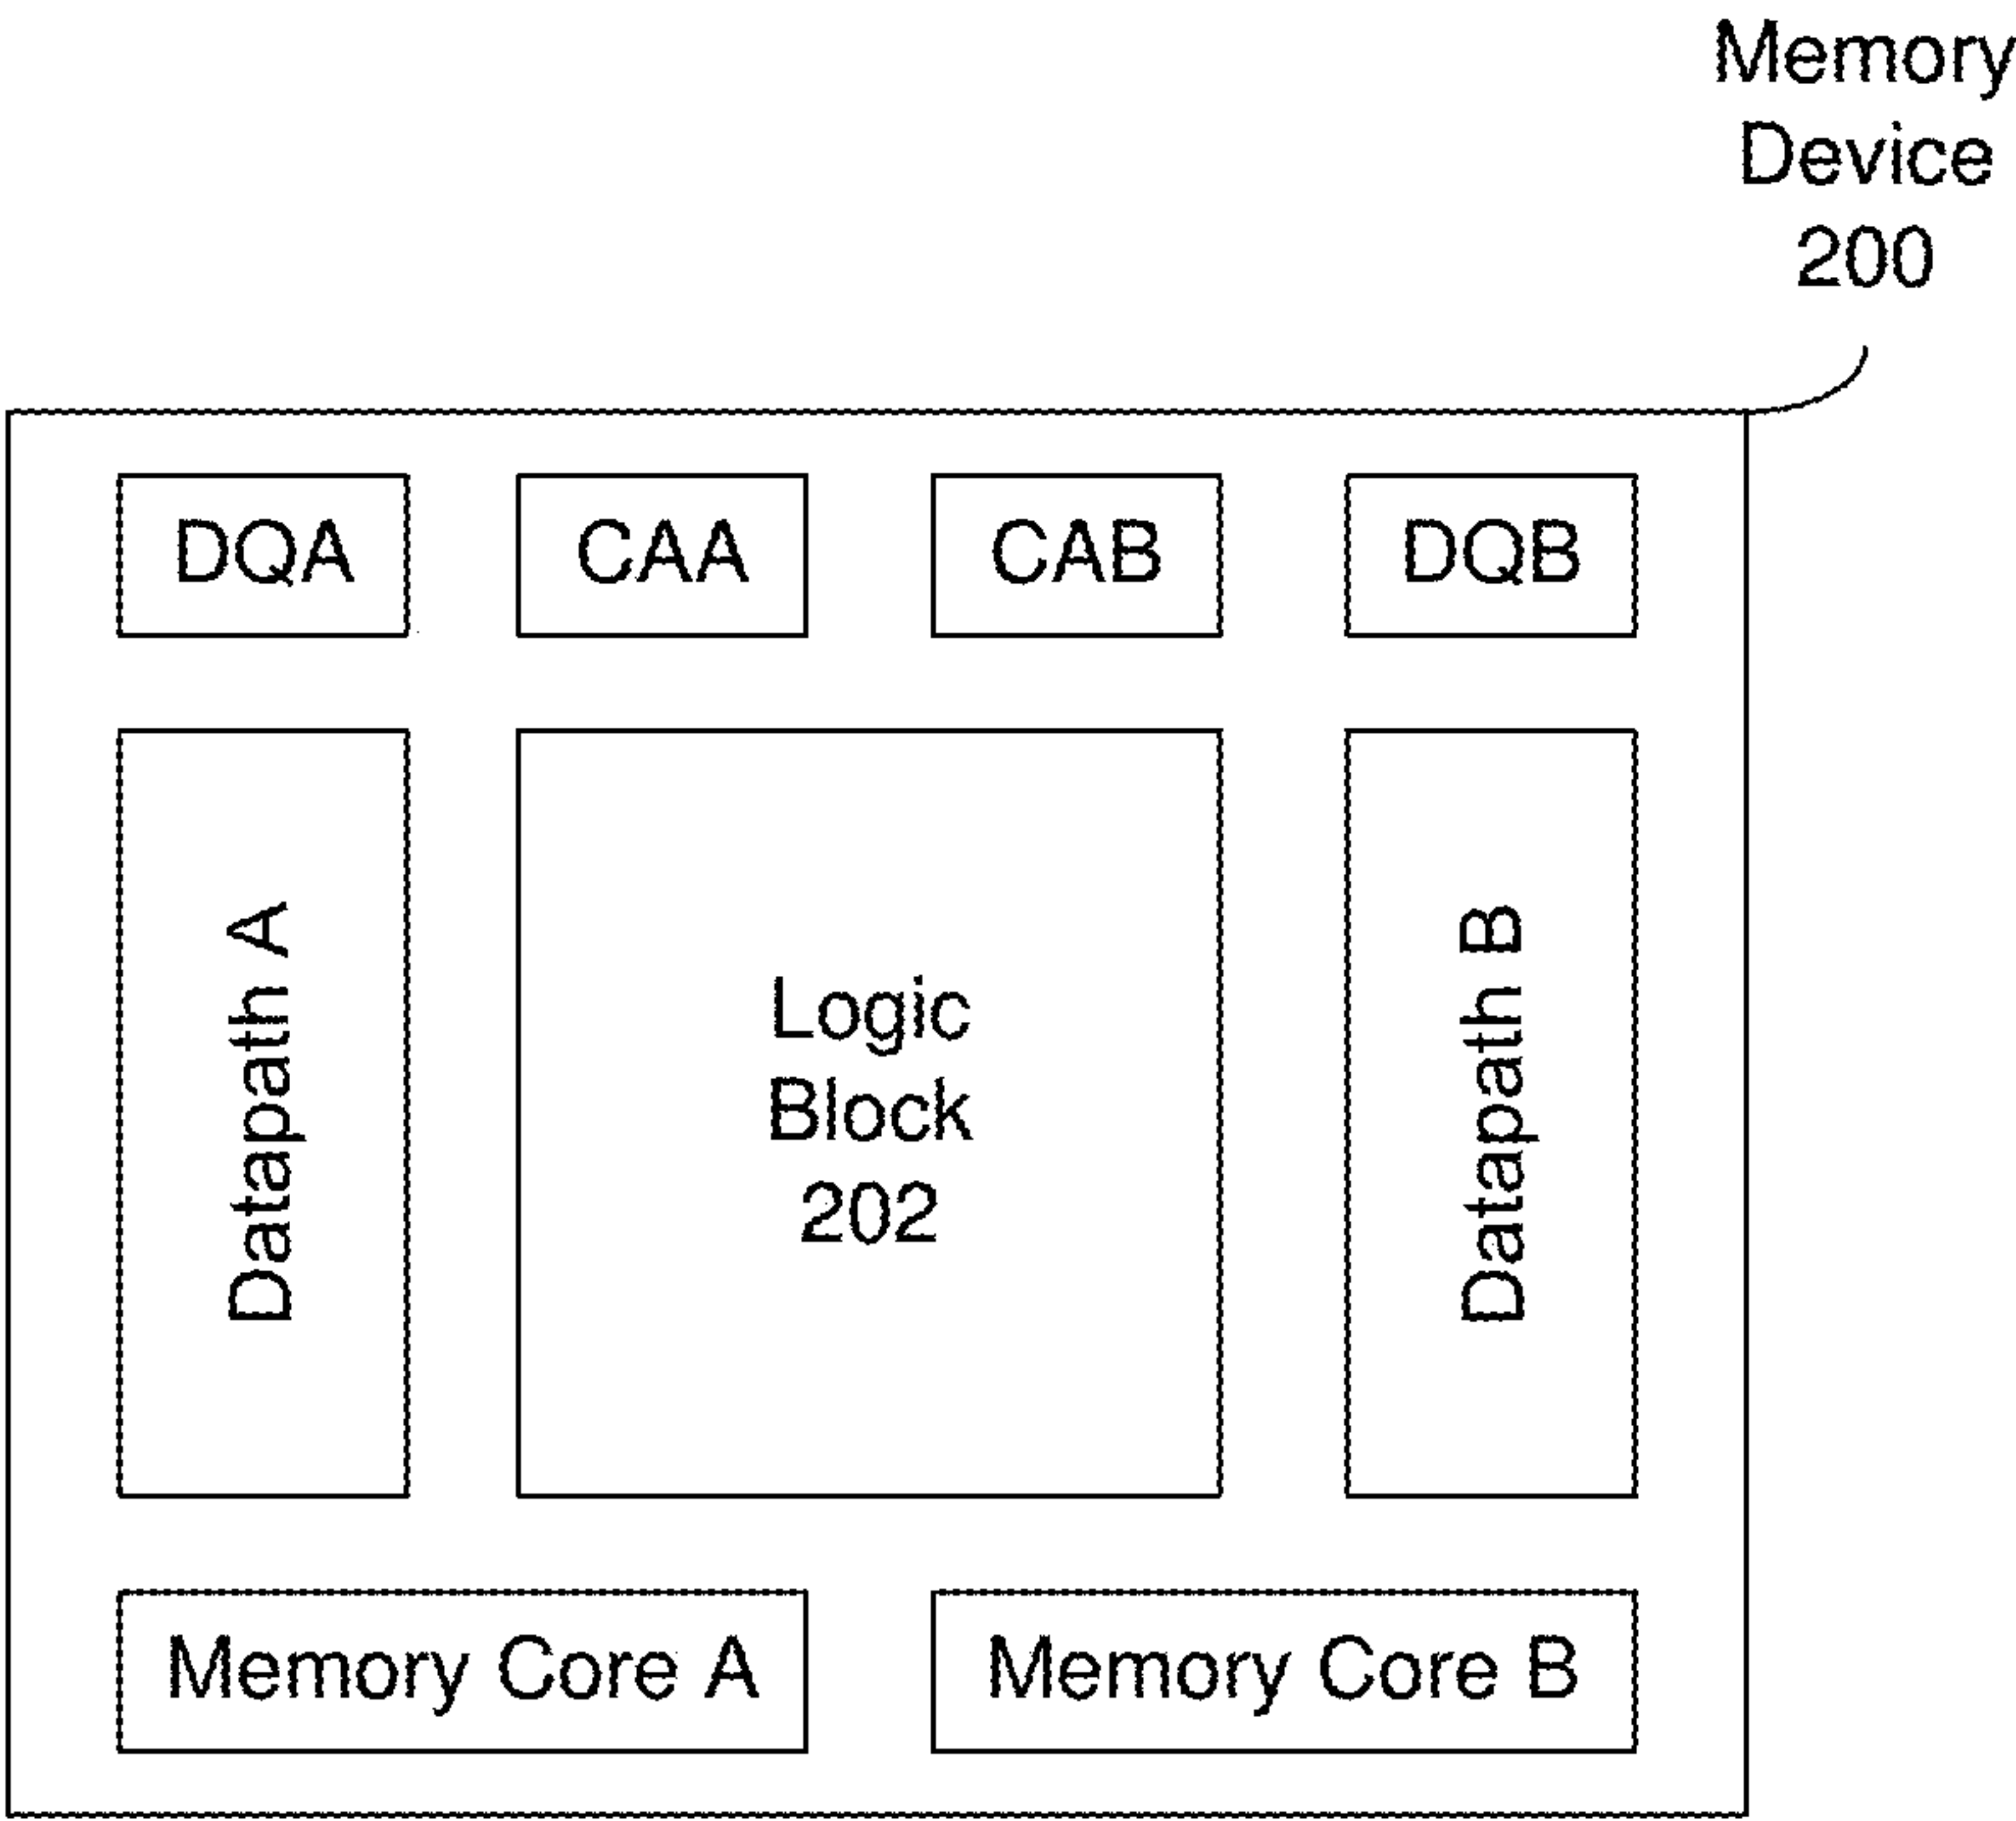 Memory
Device
200
DQA
CAA
CAB
DQB
Datapath A
Logic
Block
202
Datapath B
Memory Core A
Memory Core B